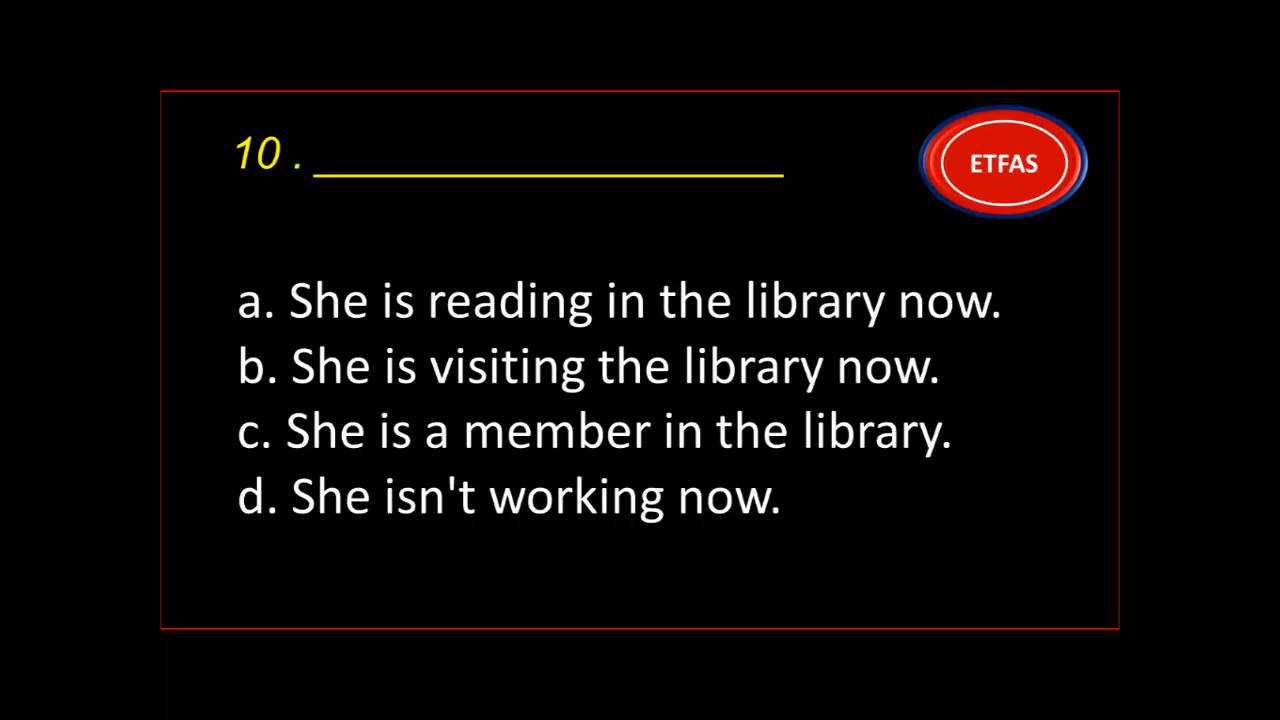 10 . ___________________
ETFAS
a. She is reading in the library now.
b. She is visiting the library now.
c. She is a member in the library.
d. She isn't working now.